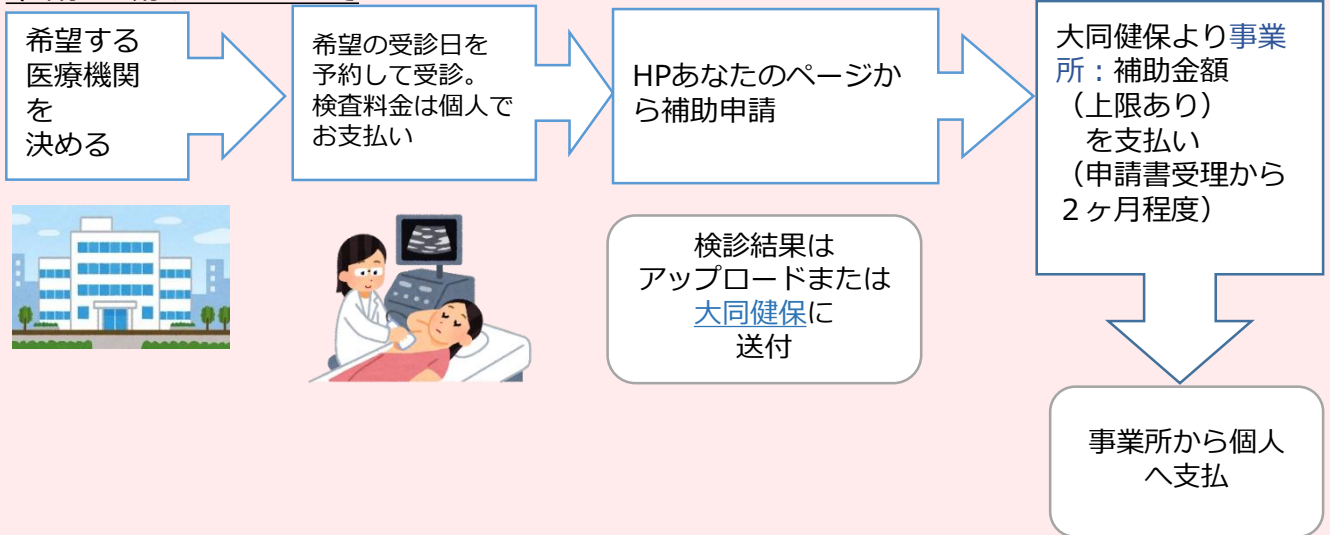 希望する
医療機関
を
決める
希望の受診日を
予約して受診。
検査料金は個人で
お支払い
HPあなたのページか
ら補助申請
大同健保より事業
所：補助金額
（上限あり）
を支払い
（申請書受理から
２ヶ月程度）
検診結果は
アップロードまたは
大同健保に
送付
事業所から個人
へ支払